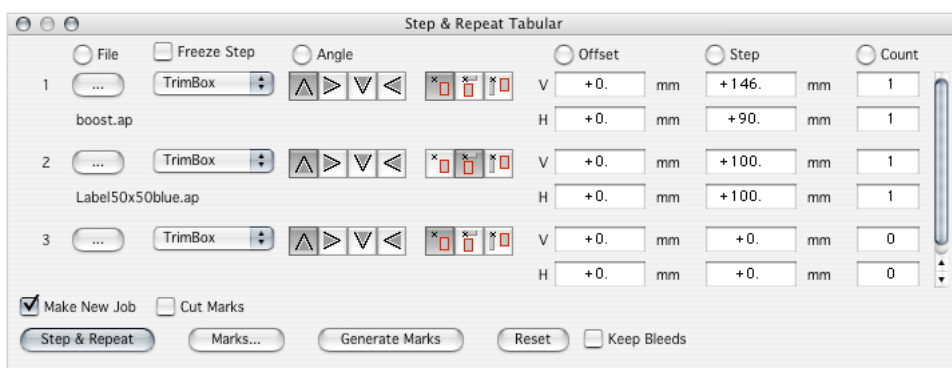 Step & Repeat Tabular
File Freeze Step Angle Offset Step Count
1 ... TrimBox V +0. mm +146. mm 1
boost.ap H +0. mm +90. mm 1
2 ... TrimBox V +0. mm +100. mm 1
Label50x50blue.ap H +0. mm +100. mm 1
3 ... TrimBox V +0. mm +0. mm 0
H +0. mm +0. mm 0
Make New Job Cut Marks
Step & Repeat Marks... Generate Marks Reset Keep Bleeds